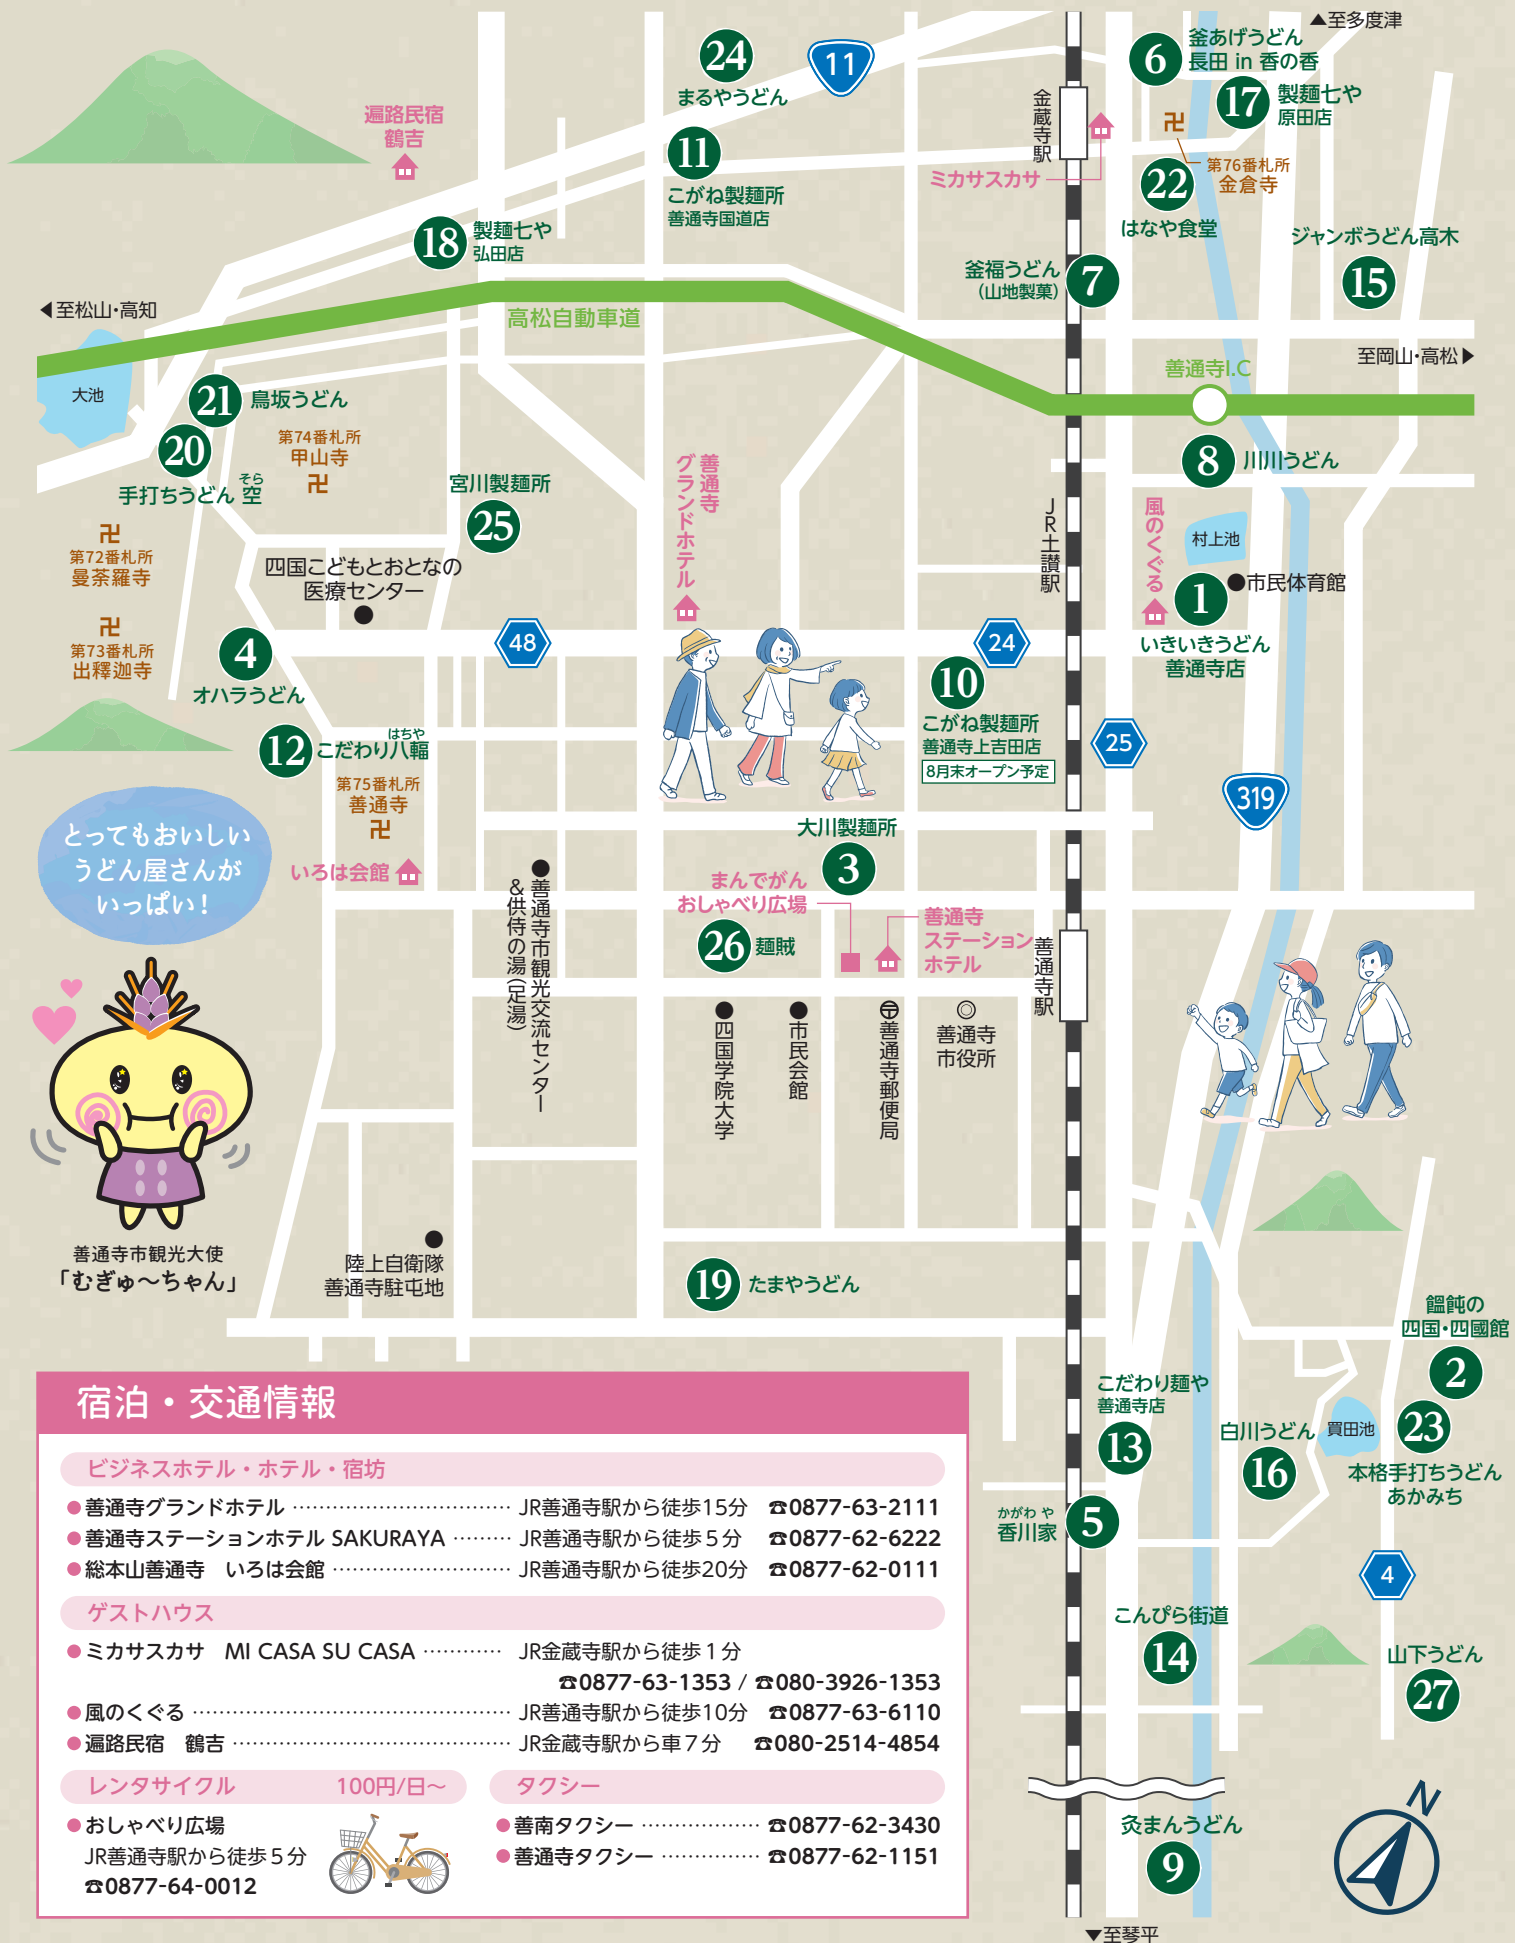 ▲至多度津
6
釜あげうどん
長田 in 香の香
17
製麺七や
原田店
24
まるやうどん
11
遍路民宿
鶴吉
11
こがね製麺所
善通寺国道店
金蔵寺駅
ミカサスカサ
第76番札所
金倉寺
22
はなや食堂
18
製麺七や
弘田店
ジャンボうどん高木
15
釜福うどん
(山地製菓)
7
◀至松山・高知
高松自動車道
至岡山・高松▶
善通寺I.C
大池
21
鳥坂うどん
20
手打ちうどん 空
そら
第74番札所
甲山寺
宮川製麺所
25
善通寺
グランドホテル
8
川川うどん
JR土讃駅
風のくぐる
村上池
●市民体育館
1
いきいきうどん
善通寺店
第72番札所
曼荼羅寺
第73番札所
出釋迦寺
四国こどもとおとなの
医療センター
4
オハラうどん
48
24
10
こがね製麺所
善通寺上吉田店
8月末オープン予定
25
12
はちや
こだわり八輻
第75番札所
善通寺
いろは会館
319
とってもおいしい
うどん屋さんが
いっぱい!
大川製麺所
3
まんでがん
おしゃべり広場
26
麺賊
善通寺
ステーション
ホテル
善通寺駅
●善通寺市観光交流センター
&供侍の湯(足湯)
●四国学院大学
●市民会館
〶善通寺郵便局
◎
善通寺
市役所
善通寺市観光大使
「むぎゅ〜ちゃん」
陸上自衛隊
善通寺駐屯地
19
たまやうどん
饂飩の
四国・四國館
2
こだわり麺や
善通寺店
13
白川うどん
16
買田池
23
本格手打ちうどん
あかみち
かがわ や
香川家
5
4
こんぴら街道
14
山下うどん
27
灸まんうどん
9
N
▼至琴平
宿泊・交通情報
ビジネスホテル・ホテル・宿坊
●善通寺グランドホテル …………………………… JR善通寺駅から徒歩15分 ☎0877-63-2111
●善通寺ステーションホテル SAKURAYA ……… JR善通寺駅から徒歩５分 ☎0877-62-6222
●総本山善通寺　いろは会館 ……………………… JR善通寺駅から徒歩20分 ☎0877-62-0111
ゲストハウス
●ミカサスカサ　MI CASA SU CASA ………… JR金蔵寺駅から徒歩１分
☎0877-63-1353 / ☎080-3926-1353
●風のくぐる ………………………………………… JR善通寺駅から徒歩10分 ☎0877-63-6110
●遍路民宿　鶴吉 …………………………………… JR金蔵寺駅から車７分 ☎080-2514-4854
レンタサイクル 100円/日〜
●おしゃべり広場
JR善通寺駅から徒歩５分
☎0877-64-0012
タクシー
●善南タクシー ……………… ☎0877-62-3430
●善通寺タクシー …………… ☎0877-62-1151